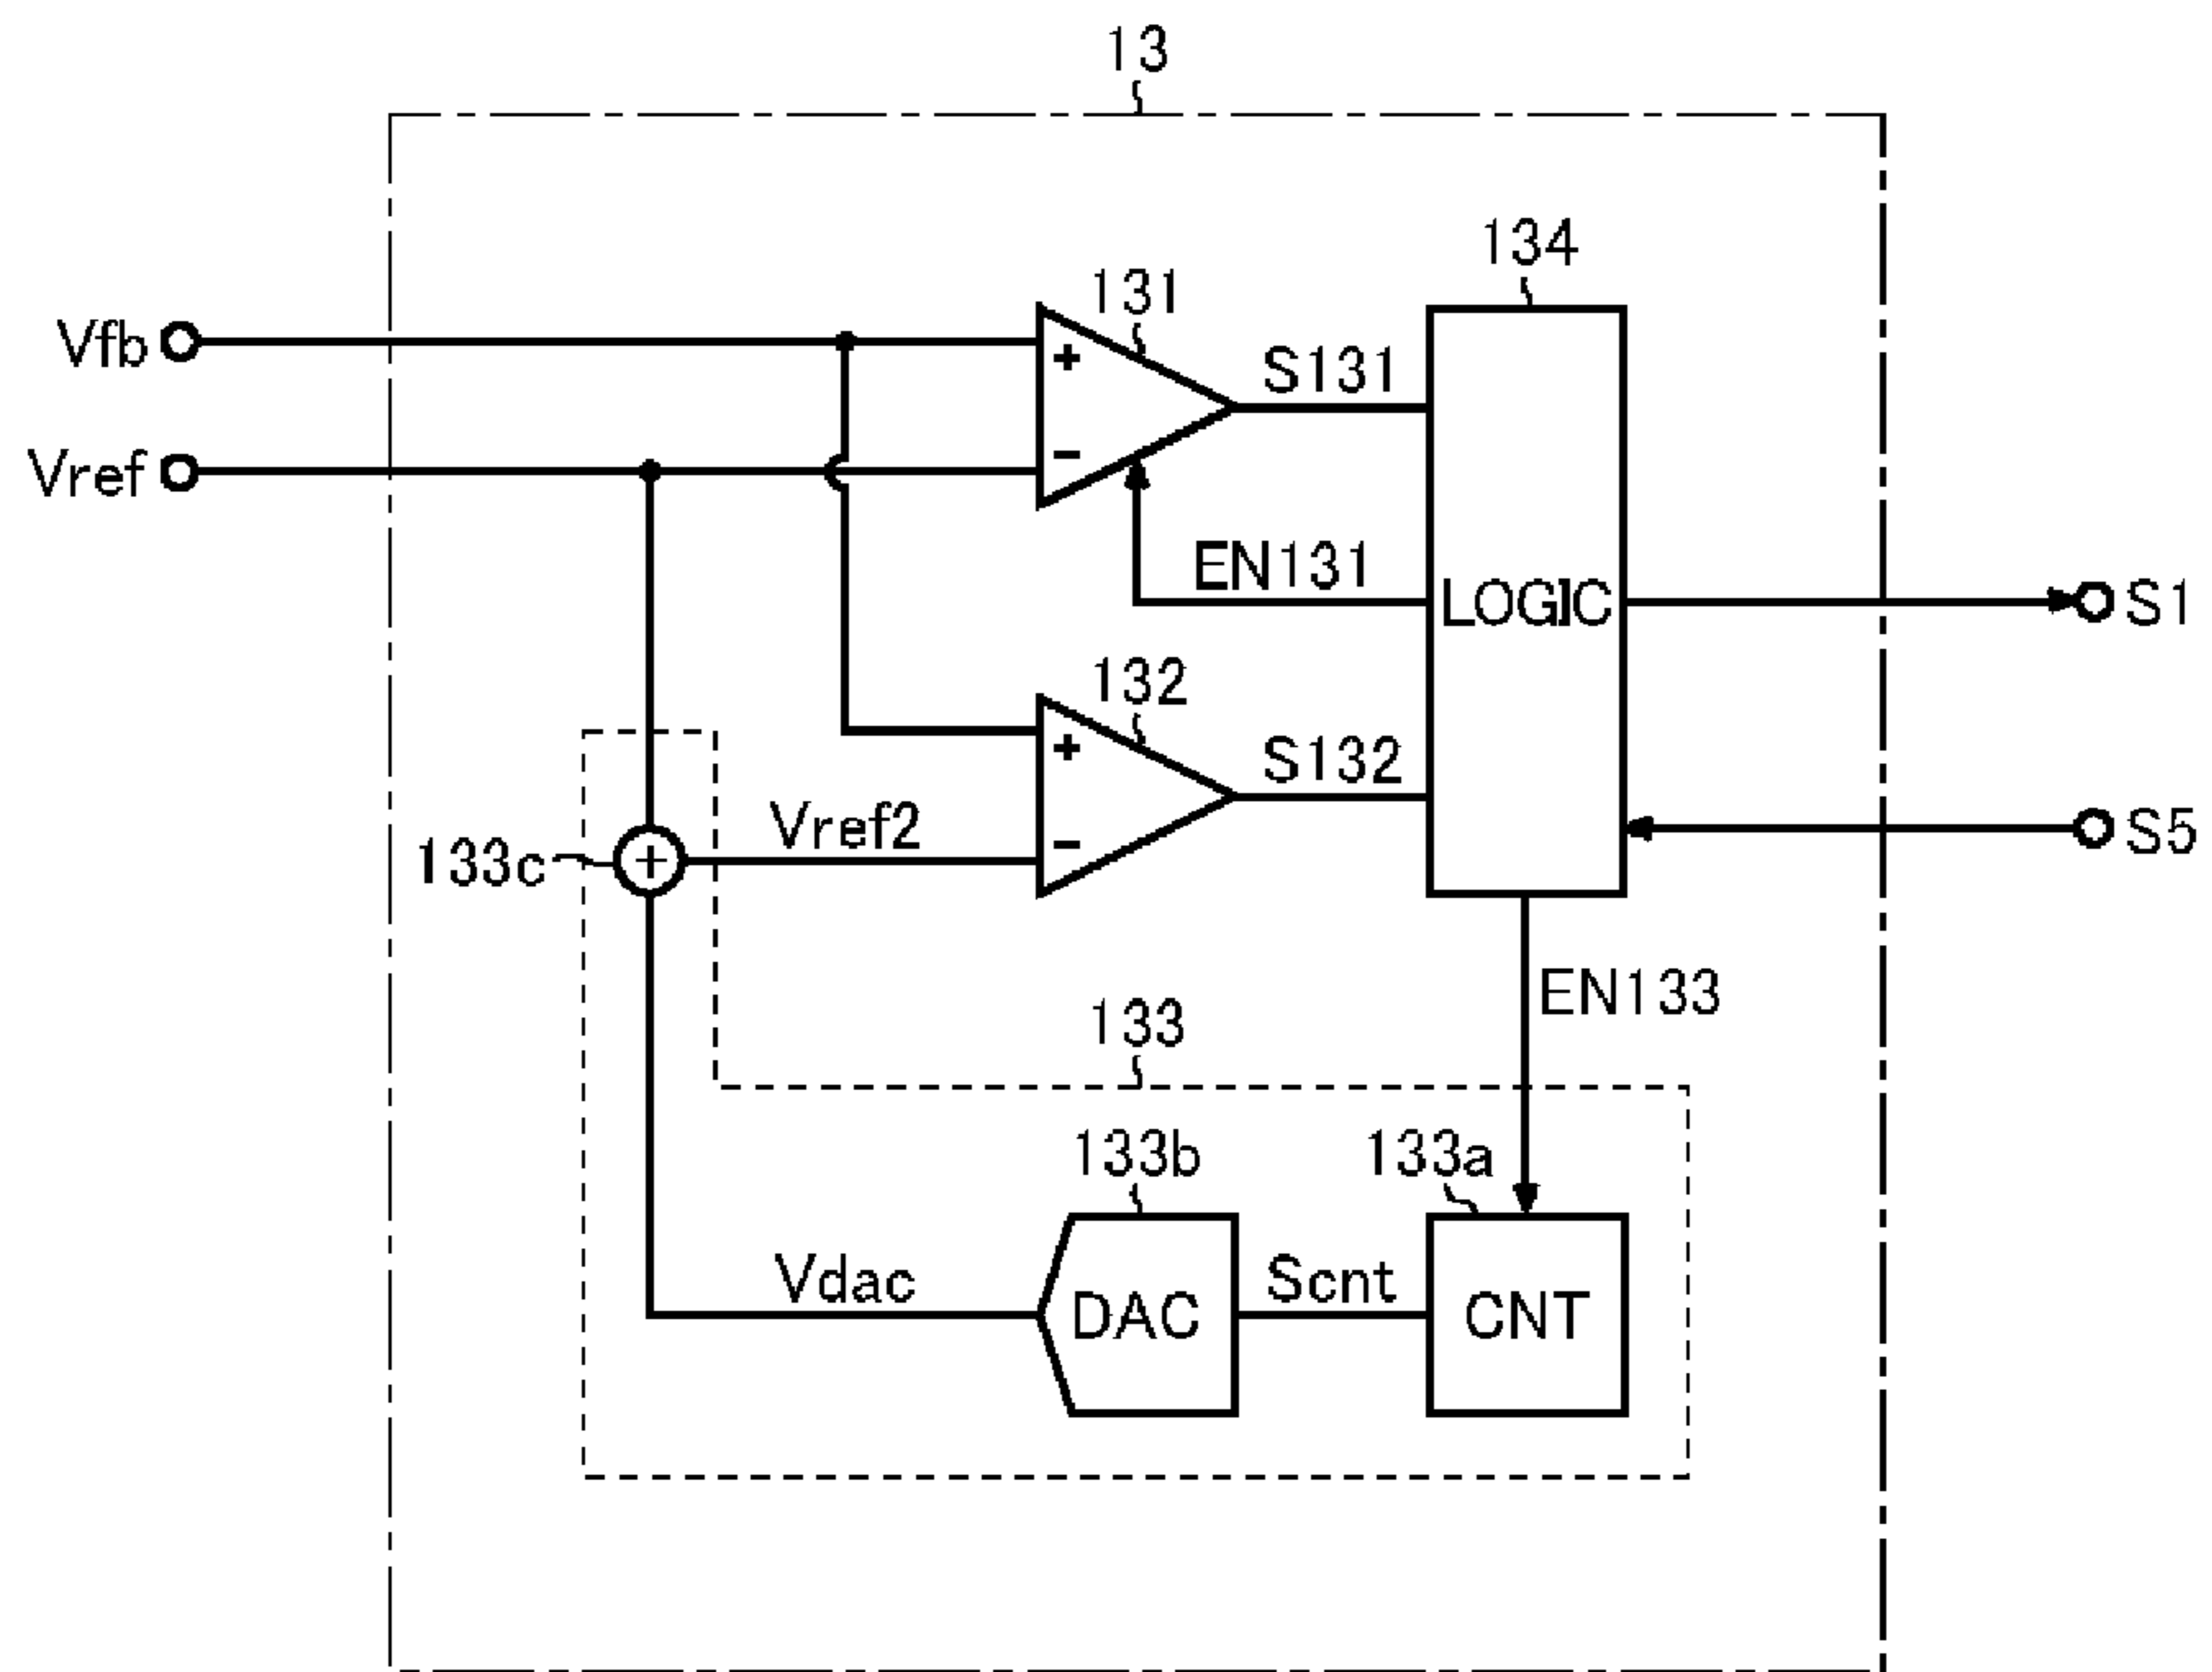 13
134
131
Vfb
+
S131
Vref
-
EN131
LOGIC
S1
132
+
S132
Vref2
S5
133c
+
-
EN133
133
133b
133a
Vdac
Scnt
DAC
CNT